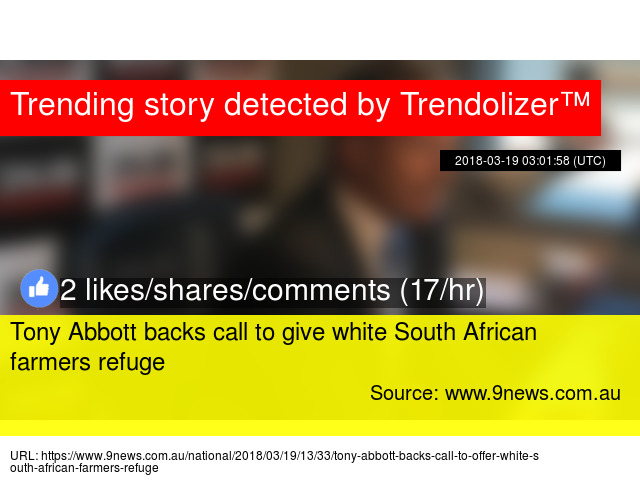 Trending story detected by Trendolizer™
2018-03-19 03:01:58 (UTC)
2 likes/shares/comments (17/hr)
Tony Abbott backs call to give white South African
farmers refuge
Source: www.9news.com.au
URL: https://www.9news.com.au/national/2018/03/19/13/33/tony-abbott-backs-call-to-offer-white-s
outh-african-farmers-refuge